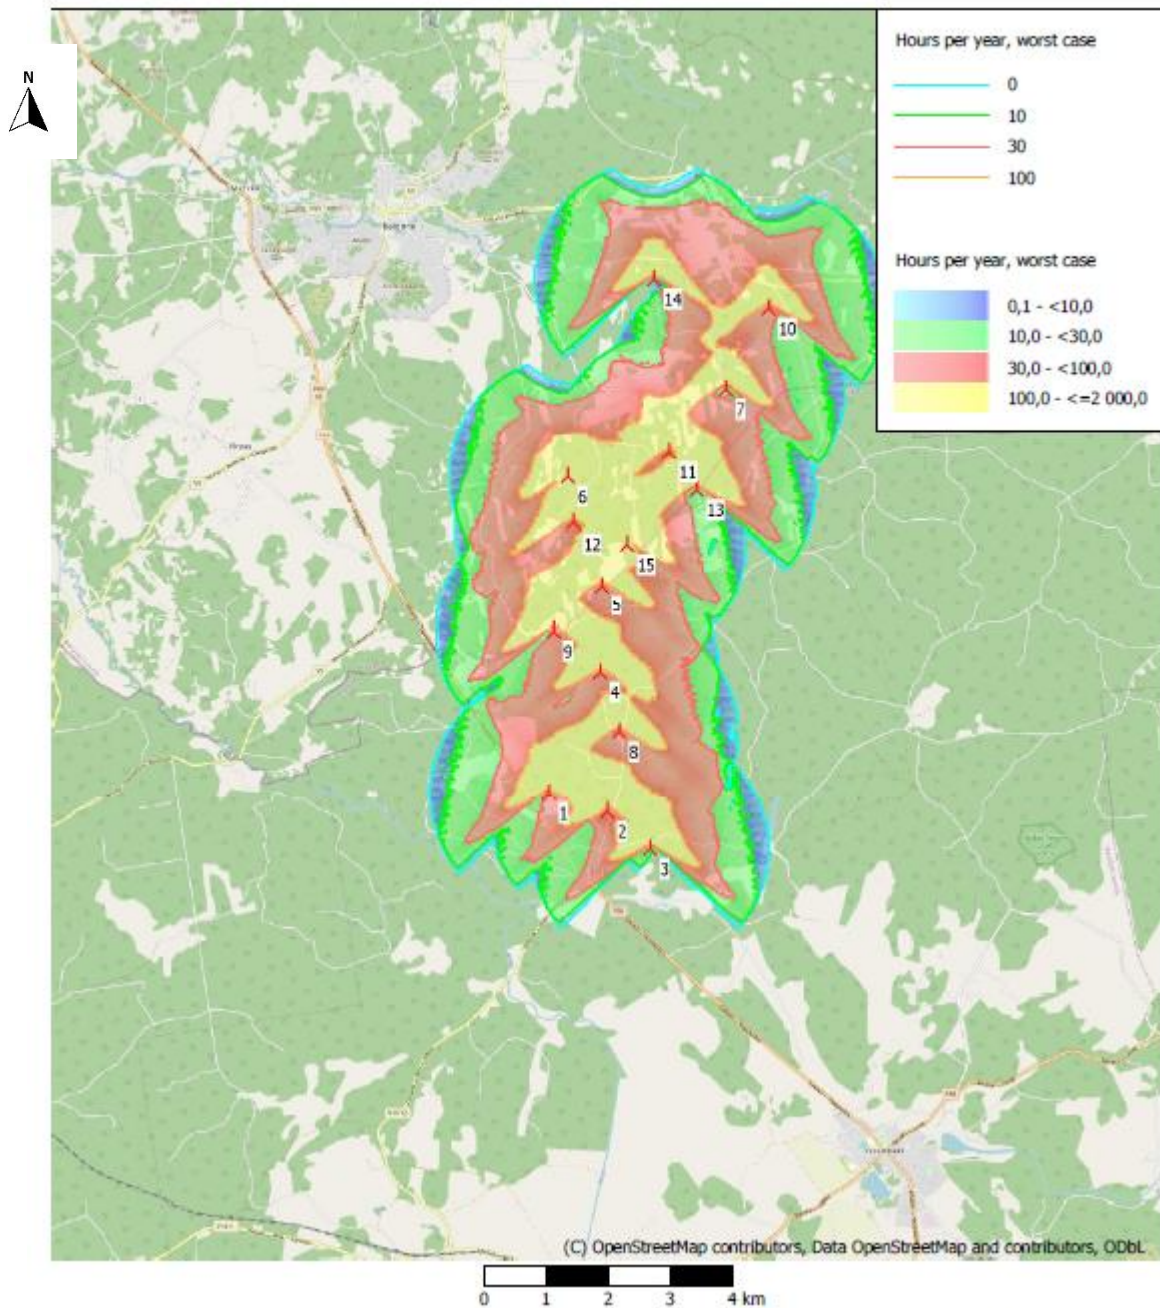 N
Hours per year, worst case
0
10
30
100
Hours per year, worst case
0,1 - <10,0
10,0 - <30,0
30,0 - <100,0
100,0 - <=2 000,0
14
10
7
11
6
13
12
15
5
9
4
8
1
2
3
(C) OpenStreetMap contributors, Data OpenStreetMap and contributors, ODbL
0 1 2 3 4 km